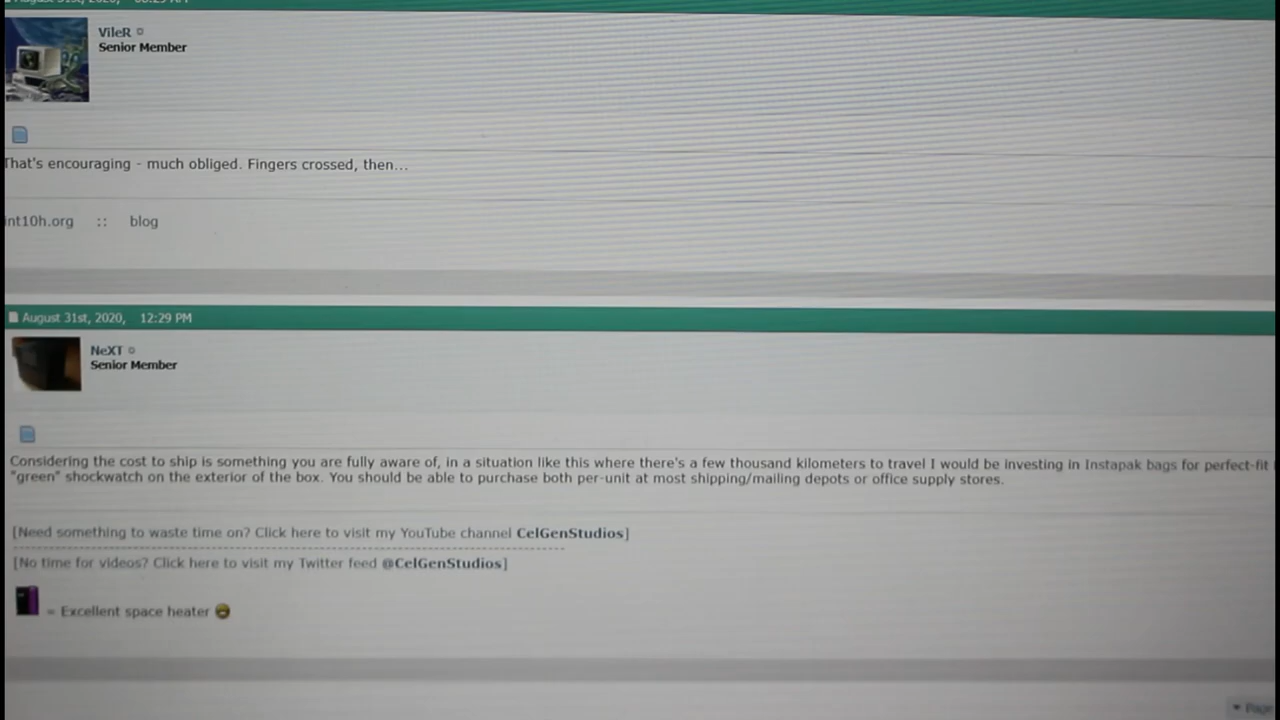 VileR
Senior Member
That's encouraging - much obliged. Fingers crossed, then...
int10h.org :: blog
August 31st, 2020, 12:29 PM
NeXT
Senior Member
Considering the cost to ship is something you are fully aware of, in a situation like this where there's a few thousand kilometers to travel I would be investing in Instapak bags for perfect-fit
"green" shockwatch on the exterior of the box. You should be able to purchase both per-unit at most shipping/mailing depots or office supply stores.
[Need something to waste time on? Click here to visit my YouTube channel CelGenStudios]
[No time for videos? Click here to visit my Twitter feed @CelGenStudios]
= Excellent space heater
Page